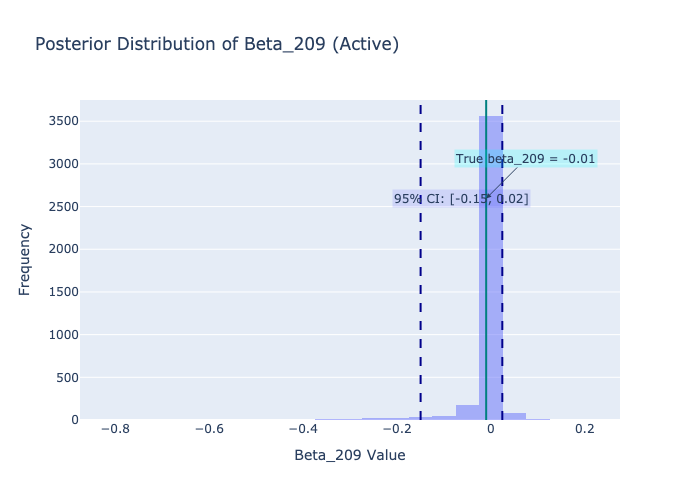 Posterior Distribution of Beta_209 (Active)
3500
3000
2500
2000
1500
1000
500
0
Frequency
True beta_209 = -0.01
95% CI: [-0.15, 0.02]
−0.8
−0.6
−0.4
−0.2
0
0.2
Beta_209 Value